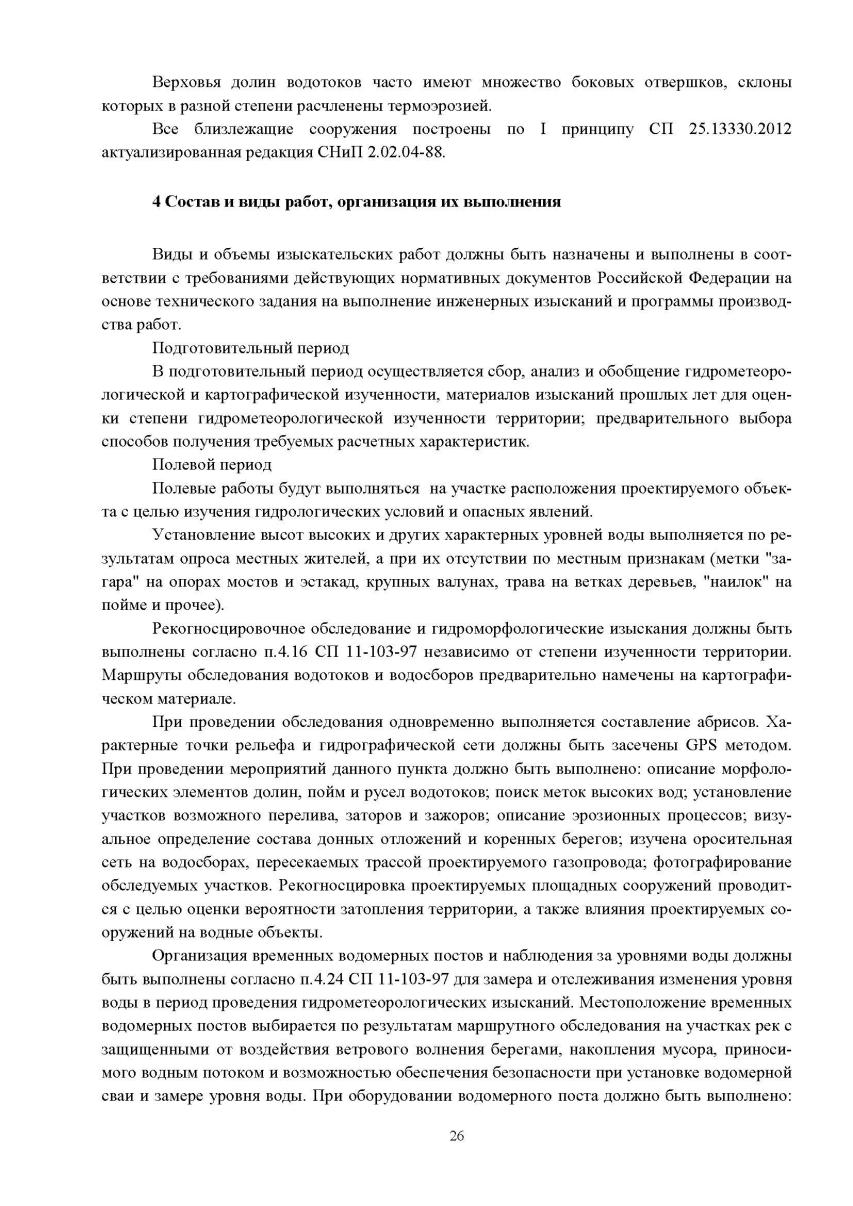 Верховья долин водотоков часто имеют множество боковых отвершков, склоны
которых в разной степени расчленены термоэрозией.
Все близлежащие сооружения построены по I принципу СП 25.13330.2012
актуализированная редакция СНиП 2.02.04-88.
4 Состав и виды работ, организация их выполнения
Виды и объемы изыскательских работ должны быть назначены и выполнены в соот-
ветствии с требованиями действующих нормативных документов Российской Федерации на
основе технического задания на выполнение инженерных изысканий и программы производ-
ства работ.
Подготовительный период
В подготовительный период осуществляется сбор, анализ и обобщение гидрометеоро-
логической и картографической изученности, материалов изысканий прошлых лет для оцен-
ки степени гидрометеорологической изученности территории; предварительного выбора
способов получения требуемых расчетных характеристик.
Полевой период
Полевые работы будут выполняться  на участке расположения проектируемого объек-
та с целью изучения гидрологических условий и опасных явлений.
Установление высот высоких и других характерных уровней воды выполняется по ре-
зультатам опроса местных жителей, а при их отсутствии по местным признакам (метки "за-
гара" на опорах мостов и эстакад, крупных валунах, трава на ветках деревьев, "наилок" на
пойме и прочее).
Рекогносцировочное обследование и гидроморфологические изыскания должны быть
выполнены согласно п.4.16 СП 11-103-97 независимо от степени изученности территории.
Маршруты обследования водотоков и водосборов предварительно намечены на картографи-
ческом материале.
При проведении обследования одновременно выполняется составление абрисов. Ха-
рактерные точки рельефа и гидрографической сети должны быть засечены GPS методом.
При проведении мероприятий данного пункта должно быть выполнено: описание морфоло-
гических элементов долин, пойм и русел водотоков; поиск меток высоких вод; установление
участков возможного перелива, заторов и зажоров; описание эрозионных процессов; визу-
альное определение состава донных отложений и коренных берегов; изучена оросительная
сеть на водосборах, пересекаемых трассой проектируемого газопровода; фотографирование
обследуемых участков. Рекогносцировка проектируемых площадных сооружений проводит-
ся с целью оценки вероятности затопления территории, а также влияния проектируемых со-
оружений на водные объекты.
Организация временных водомерных постов и наблюдения за уровнями воды должны
быть выполнены согласно п.4.24 СП 11-103-97 для замера и отслеживания изменения уровня
воды в период проведения гидрометеорологических изысканий. Местоположение временных
водомерных постов выбирается по результатам маршрутного обследования на участках рек с
защищенными от воздействия ветрового волнения берегами, накопления мусора, приноси-
мого водным потоком и возможностью обеспечения безопасности при установке водомерной
сваи и замере уровня воды. При оборудовании водомерного поста должно быть выполнено:
26